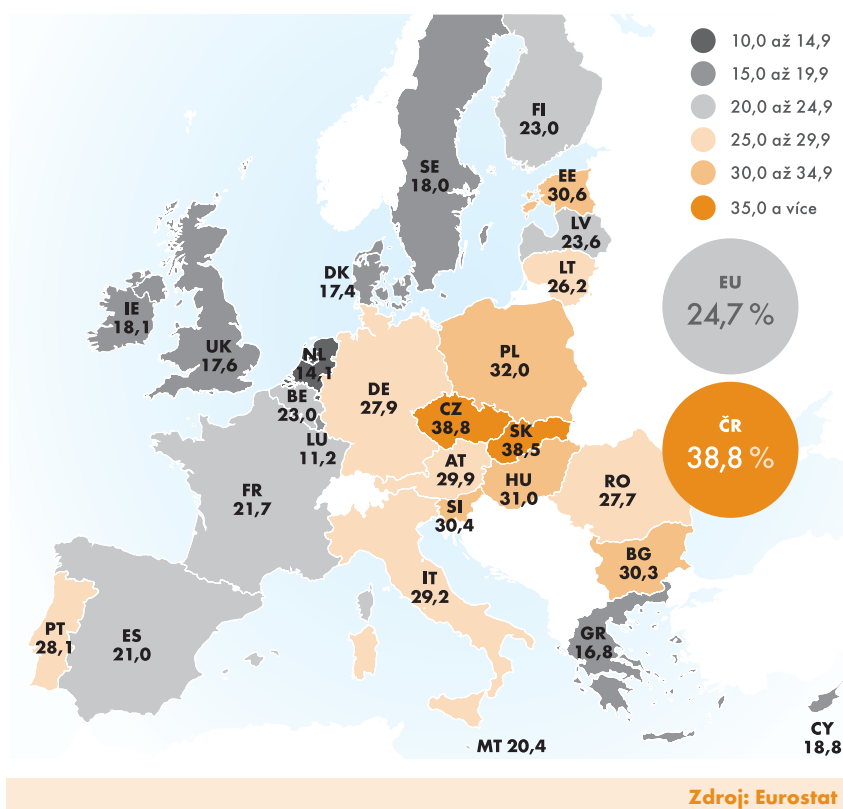 10,0 až 14,9
15,0 až 19,9
20,0 až 24,9
25,0 až 29,9
30,0 až 34,9
35,0 a více
EU
24,7 %
ČR
38,8 %
FI
23,0
SE
18,0
EE
30,6
LV
23,6
LT
26,2
DK
17,4
IE
18,1
UK
17,6
NL
14,1
BE
23,0
LU
11,2
DE
27,9
PL
32,0
CZ
38,8
SK
38,5
AT
29,9
HU
31,0
SI
30,4
RO
27,7
BG
30,3
FR
21,7
IT
29,2
PT
28,1
ES
21,0
GR
16,8
MT 20,4
CY
18,8
Zdroj: Eurostat